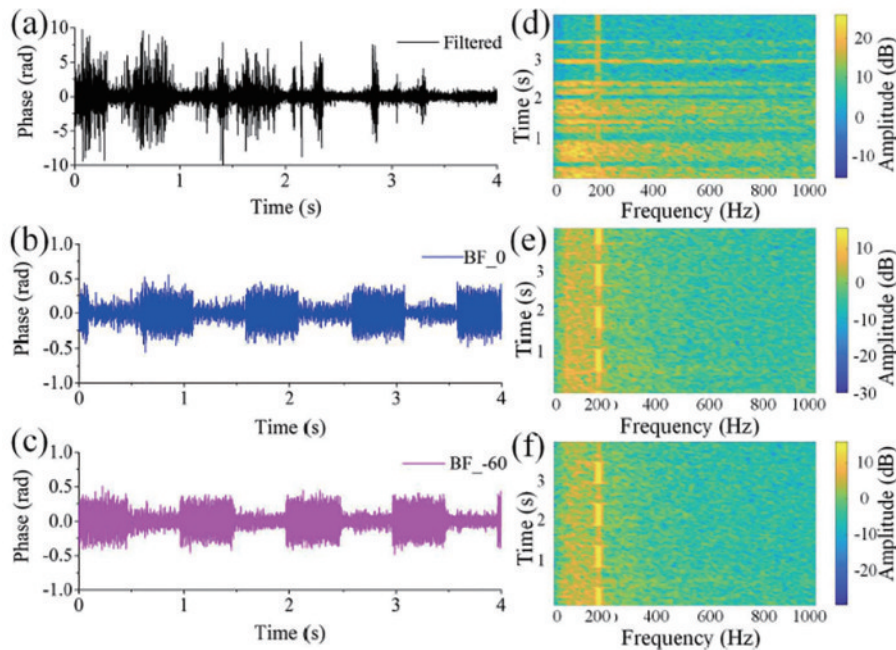 (a)
Filtered
Phase (rad)
10
5
0
-5
-10
0 1 2 3 4
Time (s)
(d)
Time (s)
3
2
1
0 200 400 600 800 1000
Frequency (Hz)
20
10
0
-10
Amplitude (dB)
(b)
BF_0
Phase (rad)
1.0
0.5
0.0
-0.5
-1.0
0 1 2 3 4
Time (s)
(e)
Time (s)
3
2
1
0 200 400 600 800 1000
Frequency (Hz)
10
0
-10
-20
-30
Amplitude (dB)
(c)
BF_-60
Phase (rad)
1.0
0.5
0.0
-0.5
-1.0
0 1 2 3 4
Time (s)
(f)
Time (s)
3
2
1
0 200 400 600 800 1000
Frequency (Hz)
10
0
-10
-20
Amplitude (dB)